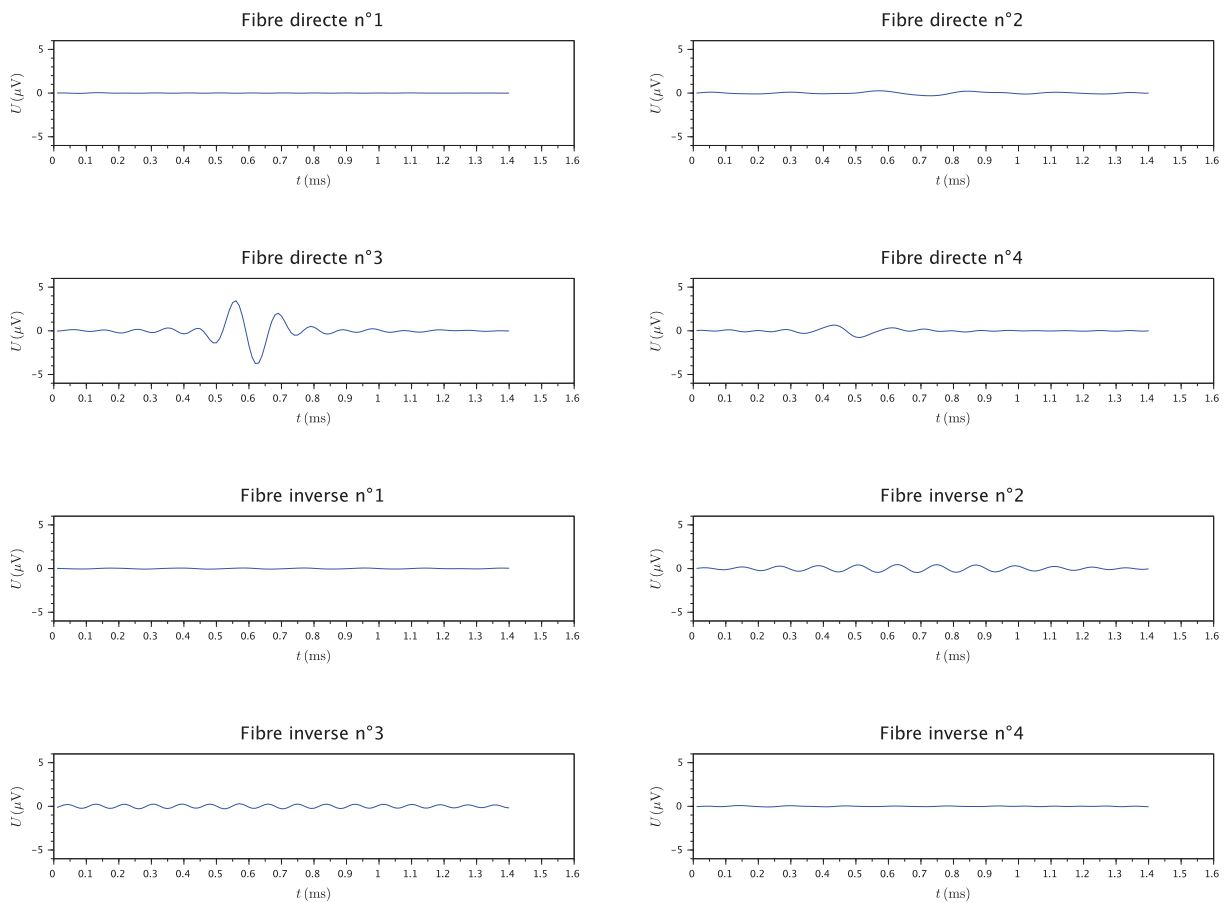 Fibre directe n°1
U (μV)
5
0
−5
0 0.1 0.2 0.3 0.4 0.5 0.6 0.7 0.8 0.9 1 1.1 1.2 1.3 1.4 1.5 1.6
t (ms)
Fibre directe n°2
U (μV)
5
0
−5
0 0.1 0.2 0.3 0.4 0.5 0.6 0.7 0.8 0.9 1 1.1 1.2 1.3 1.4 1.5 1.6
t (ms)
Fibre directe n°3
U (μV)
5
0
−5
0 0.1 0.2 0.3 0.4 0.5 0.6 0.7 0.8 0.9 1 1.1 1.2 1.3 1.4 1.5 1.6
t (ms)
Fibre directe n°4
U (μV)
5
0
−5
0 0.1 0.2 0.3 0.4 0.5 0.6 0.7 0.8 0.9 1 1.1 1.2 1.3 1.4 1.5 1.6
t (ms)
Fibre inverse n°1
U (μV)
5
0
−5
0 0.1 0.2 0.3 0.4 0.5 0.6 0.7 0.8 0.9 1 1.1 1.2 1.3 1.4 1.5 1.6
t (ms)
Fibre inverse n°2
U (μV)
5
0
−5
0 0.1 0.2 0.3 0.4 0.5 0.6 0.7 0.8 0.9 1 1.1 1.2 1.3 1.4 1.5 1.6
t (ms)
Fibre inverse n°3
U (μV)
5
0
−5
0 0.1 0.2 0.3 0.4 0.5 0.6 0.7 0.8 0.9 1 1.1 1.2 1.3 1.4 1.5 1.6
t (ms)
Fibre inverse n°4
U (μV)
5
0
−5
0 0.1 0.2 0.3 0.4 0.5 0.6 0.7 0.8 0.9 1 1.1 1.2 1.3 1.4 1.5 1.6
t (ms)